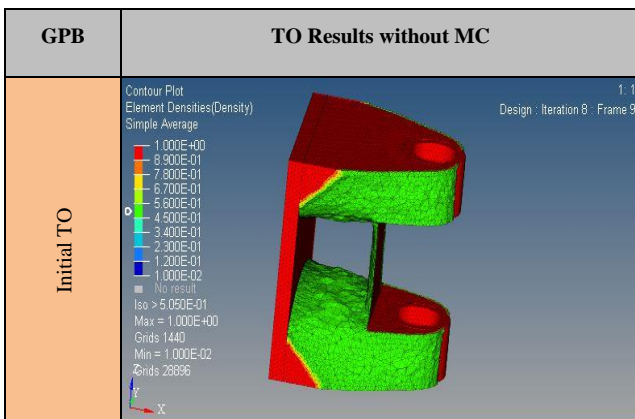 GPB
TO Results without MC
Initial TO
Contour Plot
Element Densities(Density)
Simple Average
1.000E+00
8.900E-01
7.800E-01
6.700E-01
5.600E-01
4.500E-01
3.400E-01
2.300E-01
1.200E-01
1.000E-02
No result
Iso > 5.050E-01
Max = 1.000E+00
Grids 1440
Min = 1.000E-02
Grids 28896
1: 1
Design : Iteration 8 : Frame 9
Z
Y
X